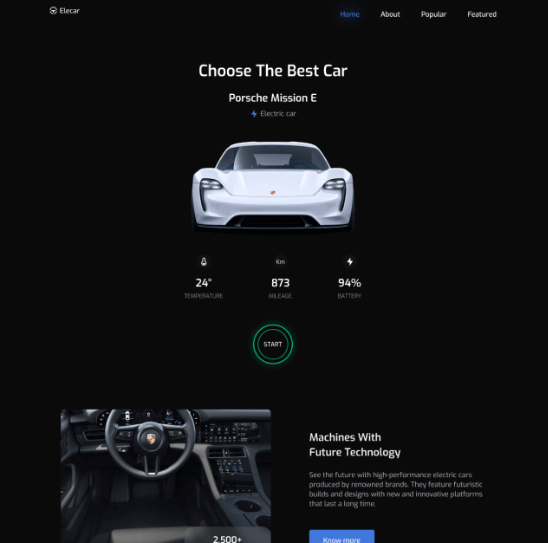 Elecar
Home About Popular Featured
Choose The Best Car
Porsche Mission E
Electric car
Km
24° 873 94%
TEMPERATURE MILEAGE BATTERY
START
Machines With
Future Technology
See the future with high-performance electric cars
produced by renowned brands. They feature futuristic
builds and designs with new and innovative platforms
that last a long time.
2.500+
Know more